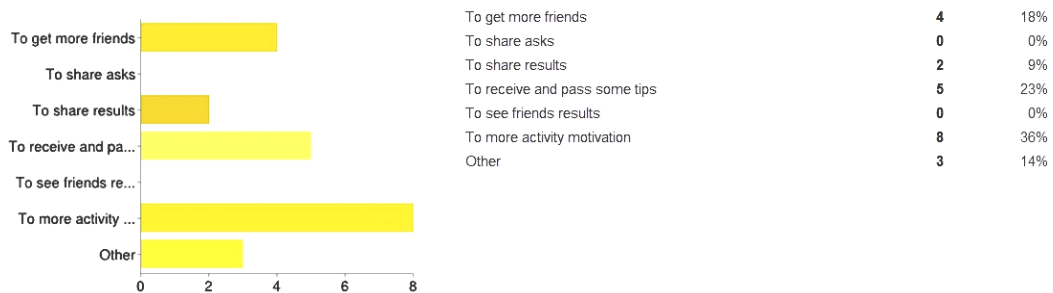 To get more friends
To share asks
To share results
To receive and pa...
To see friends re...
To more activity ...
Other
0 2 4 6 8
To get more friends 4 18%
To share asks 0 0%
To share results 2 9%
To receive and pass some tips 5 23%
To see friends results 0 0%
To more activity motivation 8 36%
Other 3 14%